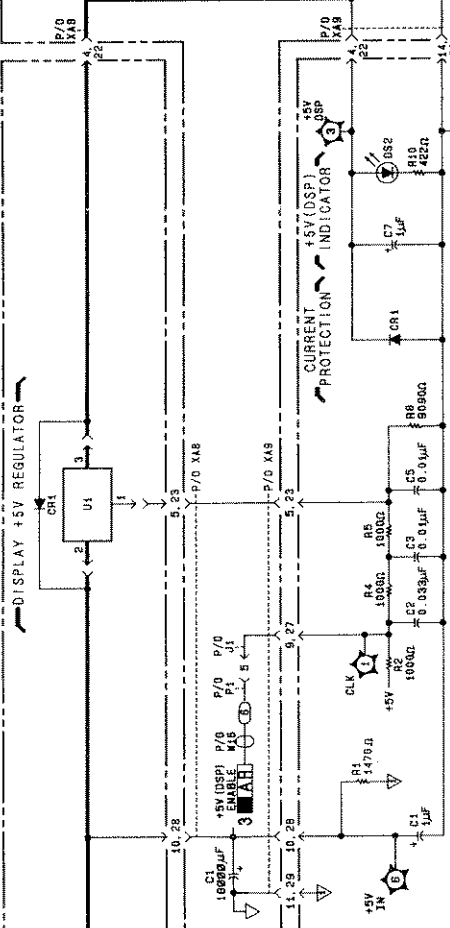 P/O
XA8
4,
22
P/O
XA9
4,
22
14,
+5V
DSP
3
DS2
R10
422Ω
+5V(DSP)
INDICATOR
C7
1µF
+
CURRENT
PROTECTION
CR1
DISPLAY +5V REGULATOR
CR1
3
U1
1
2
5,23
P/O XA8
P/O XA9
5,23
R8
9090Ω
C5
0.01µF
R5
1000Ω
C3
0.01µF
R4
1000Ω
C2
0.033µF
R2
1000Ω
+5V
CLK
1
9,27
P/O
J1
5
P/O
P1
6
P/O
W15
+5V(DSP)
ENABLE
3
AR
10,28
C1
10000µF
+
10,28
11,29
R1
1470Ω
C1
1µF
+
6
+5V
IN